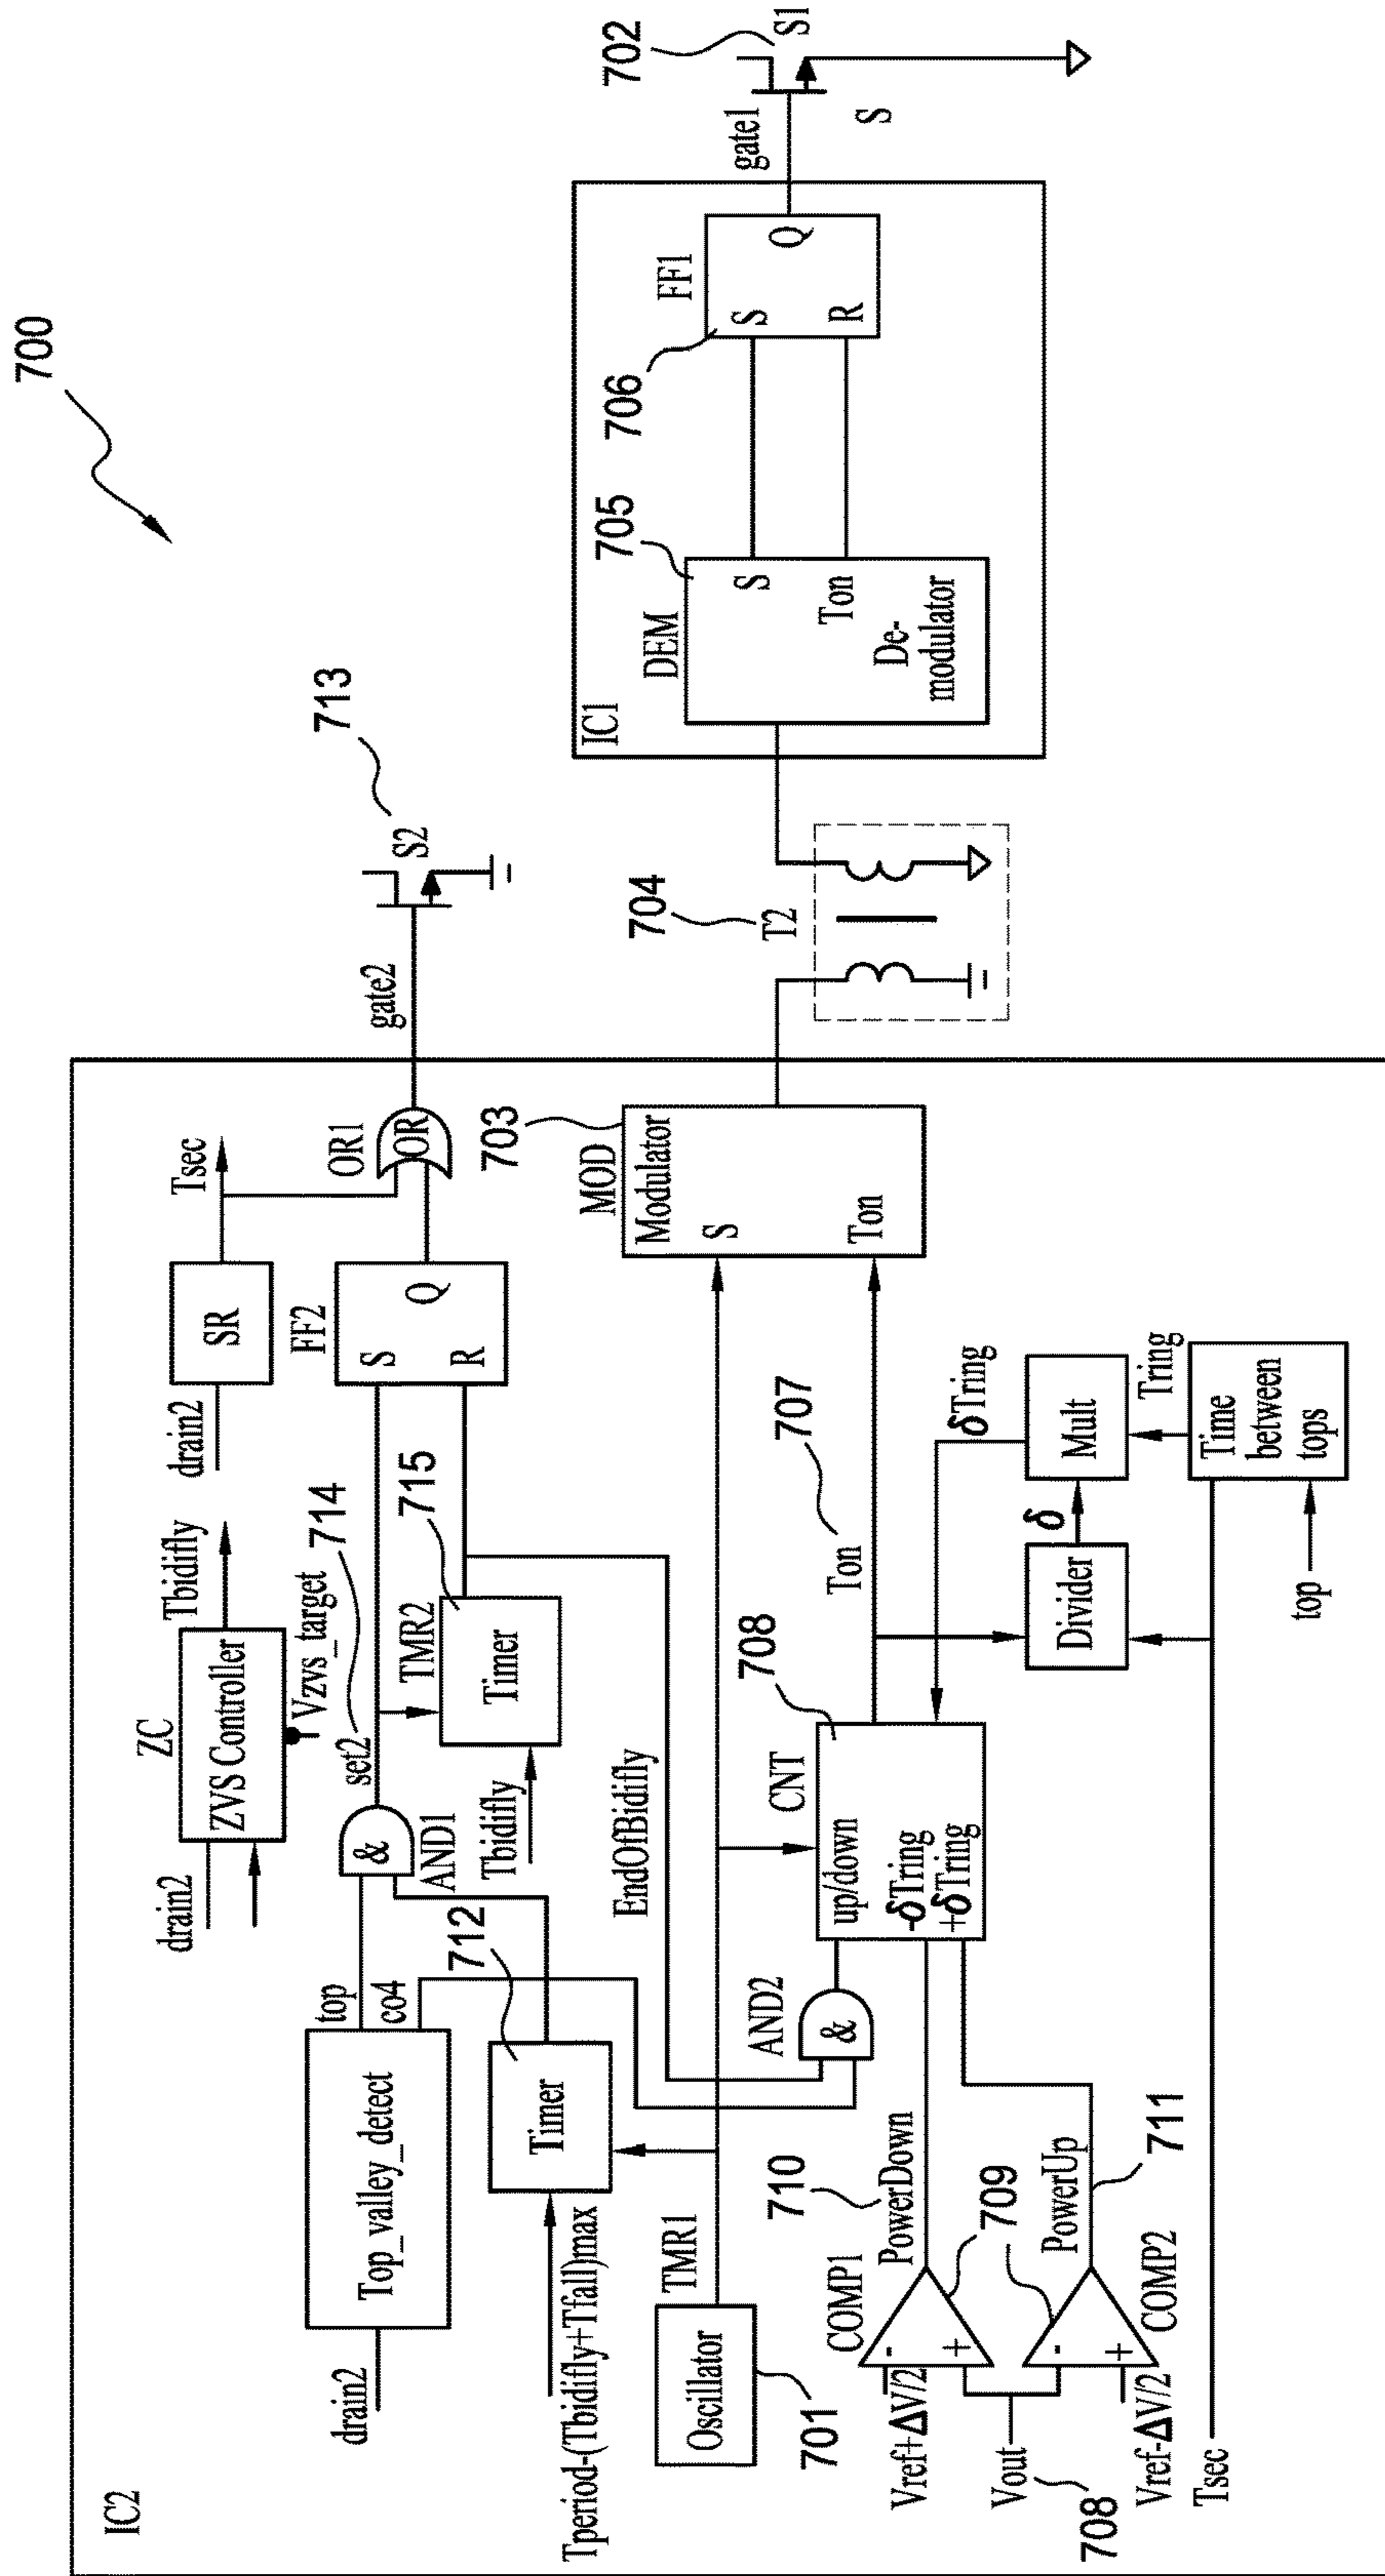 700
IC2
drain2
Top_valley_detect
top
co4
drain2
ZC
ZVS Controller
Tbidifly
Vzvs_target
drain2
SR
Tsec
&
AND1
set2
714
FF2
S
R
Q
OR1
OR
gate2
S2
713
712
Timer
Tperiod-(Tbidifly+Tfall)max
TMR1
TMR2
715
Timer
Tbidifly
EndOfBidifly
Oscillator
701
AND2
&
CNT
708
up/down
-δTring
+δTring
Ton
707
MOD
703
Modulator
S
Ton
704
T2
IC1
DEM
705
S
Ton
De-
modulator
706
FF1
S
R
Q
gate1
702
S1
S
COMP1
710
PowerDown
709
Vref+ΔV/2
-
+
Vout
708
-
+
Vref-ΔV/2
COMP2
PowerUp
711
Tsec
δTring
Divider
δ
Mult
Tring
Time
between
tops
top